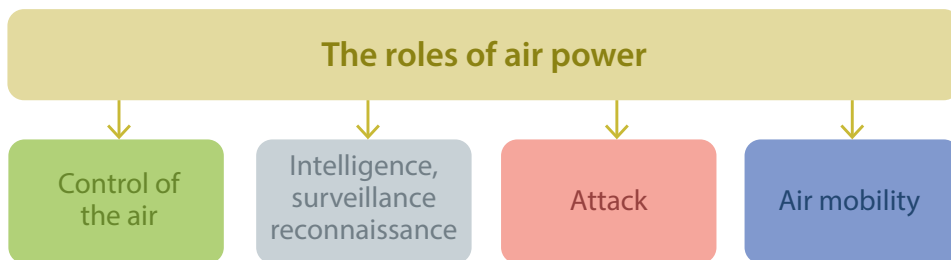 The roles of air power
Control of
the air
Intelligence,
surveillance
reconnaissance
Attack
Air mobility